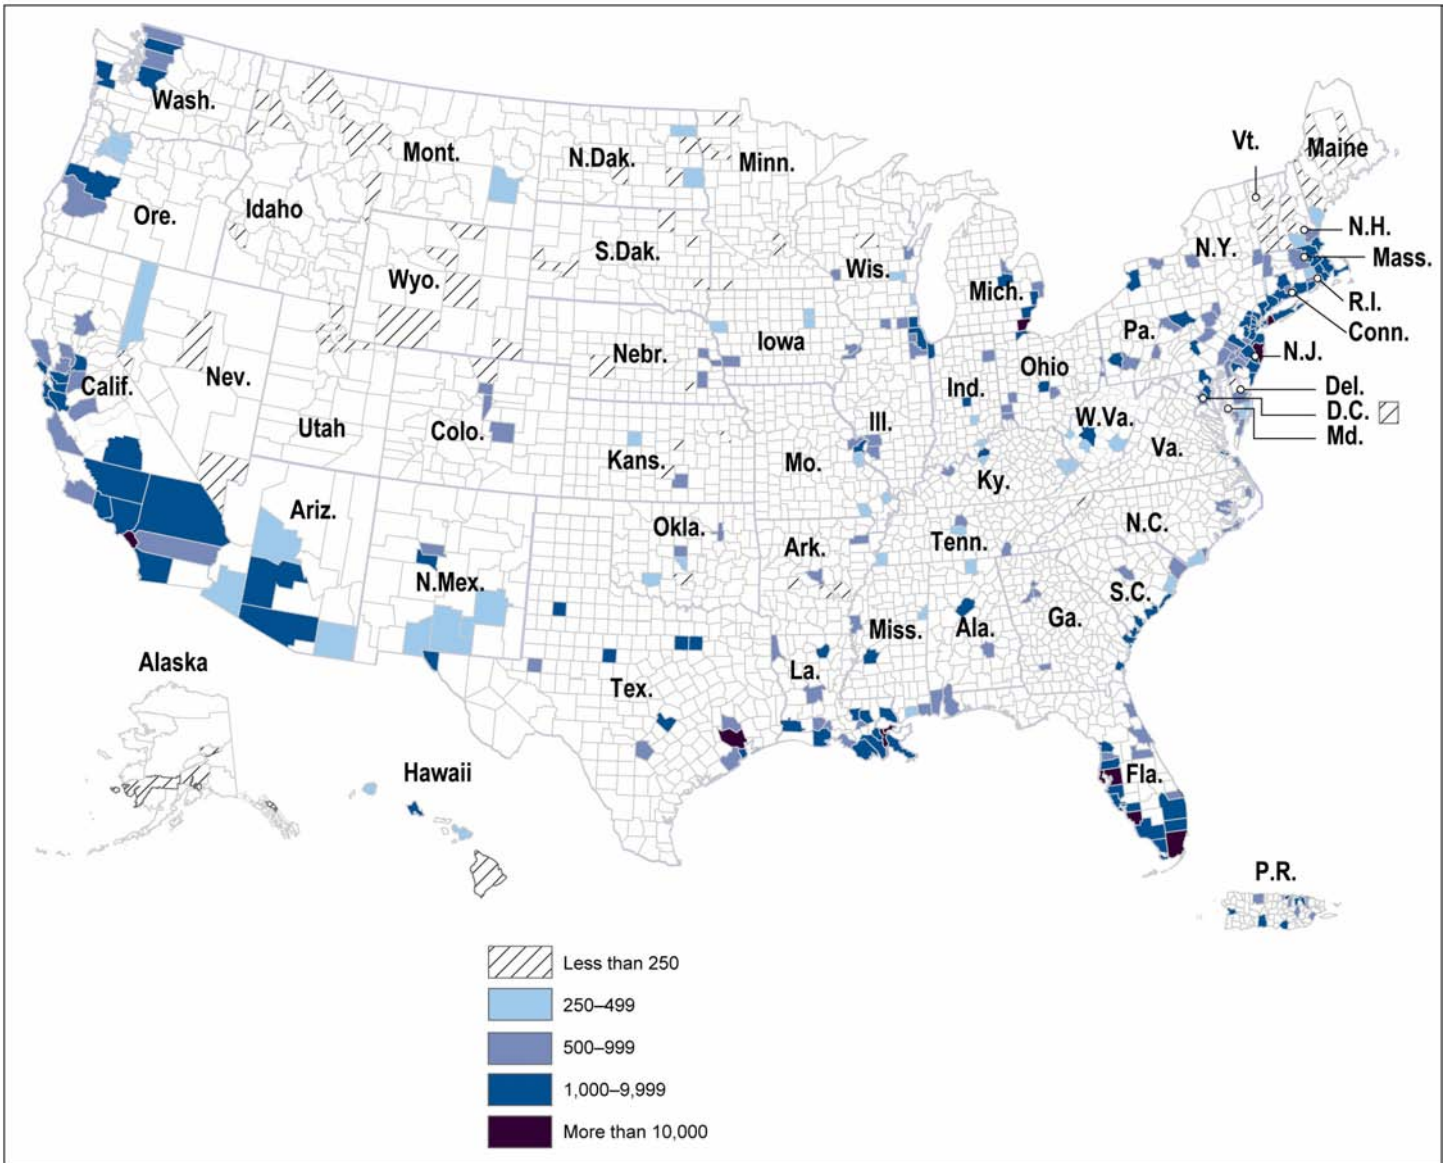 Wash.
Mont.
N.Dak.
Minn.
Vt.
Maine
Ore.
Idaho
S.Dak.
Wis.
Mich.
N.Y.
N.H.
Mass.
R.I.
Conn.
Wyo.
Nebr.
Iowa
Pa.
N.J.
Calif.
Nev.
Utah
Colo.
Kans.
Mo.
Ill.
Ind.
Ohio
W.Va.
Va.
Del.
D.C.
Md.
Ky.
Ariz.
N.Mex.
Okla.
Ark.
Tenn.
N.C.
S.C.
Tex.
La.
Miss.
Ala.
Ga.
Fla.
Alaska
Hawaii
P.R.
Less than 250
250–499
500–999
1,000–9,999
More than 10,000